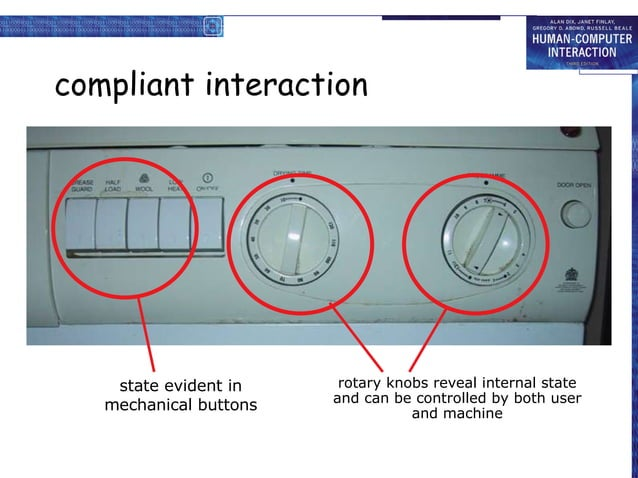 ALAN DIX, JANET FINLAY,
GREGORY D. ABOWD, RUSSELL BEALE
HUMAN-COMPUTER
INTERACTION
THIRD EDITION
compliant interaction
CREASE GUARD
HALF LOAD
WOOL
LOW HEAT
ON/OFF
DRYING TIME
DOOR OPEN
state evident in
mechanical buttons
rotary knobs reveal internal state
and can be controlled by both user
and machine